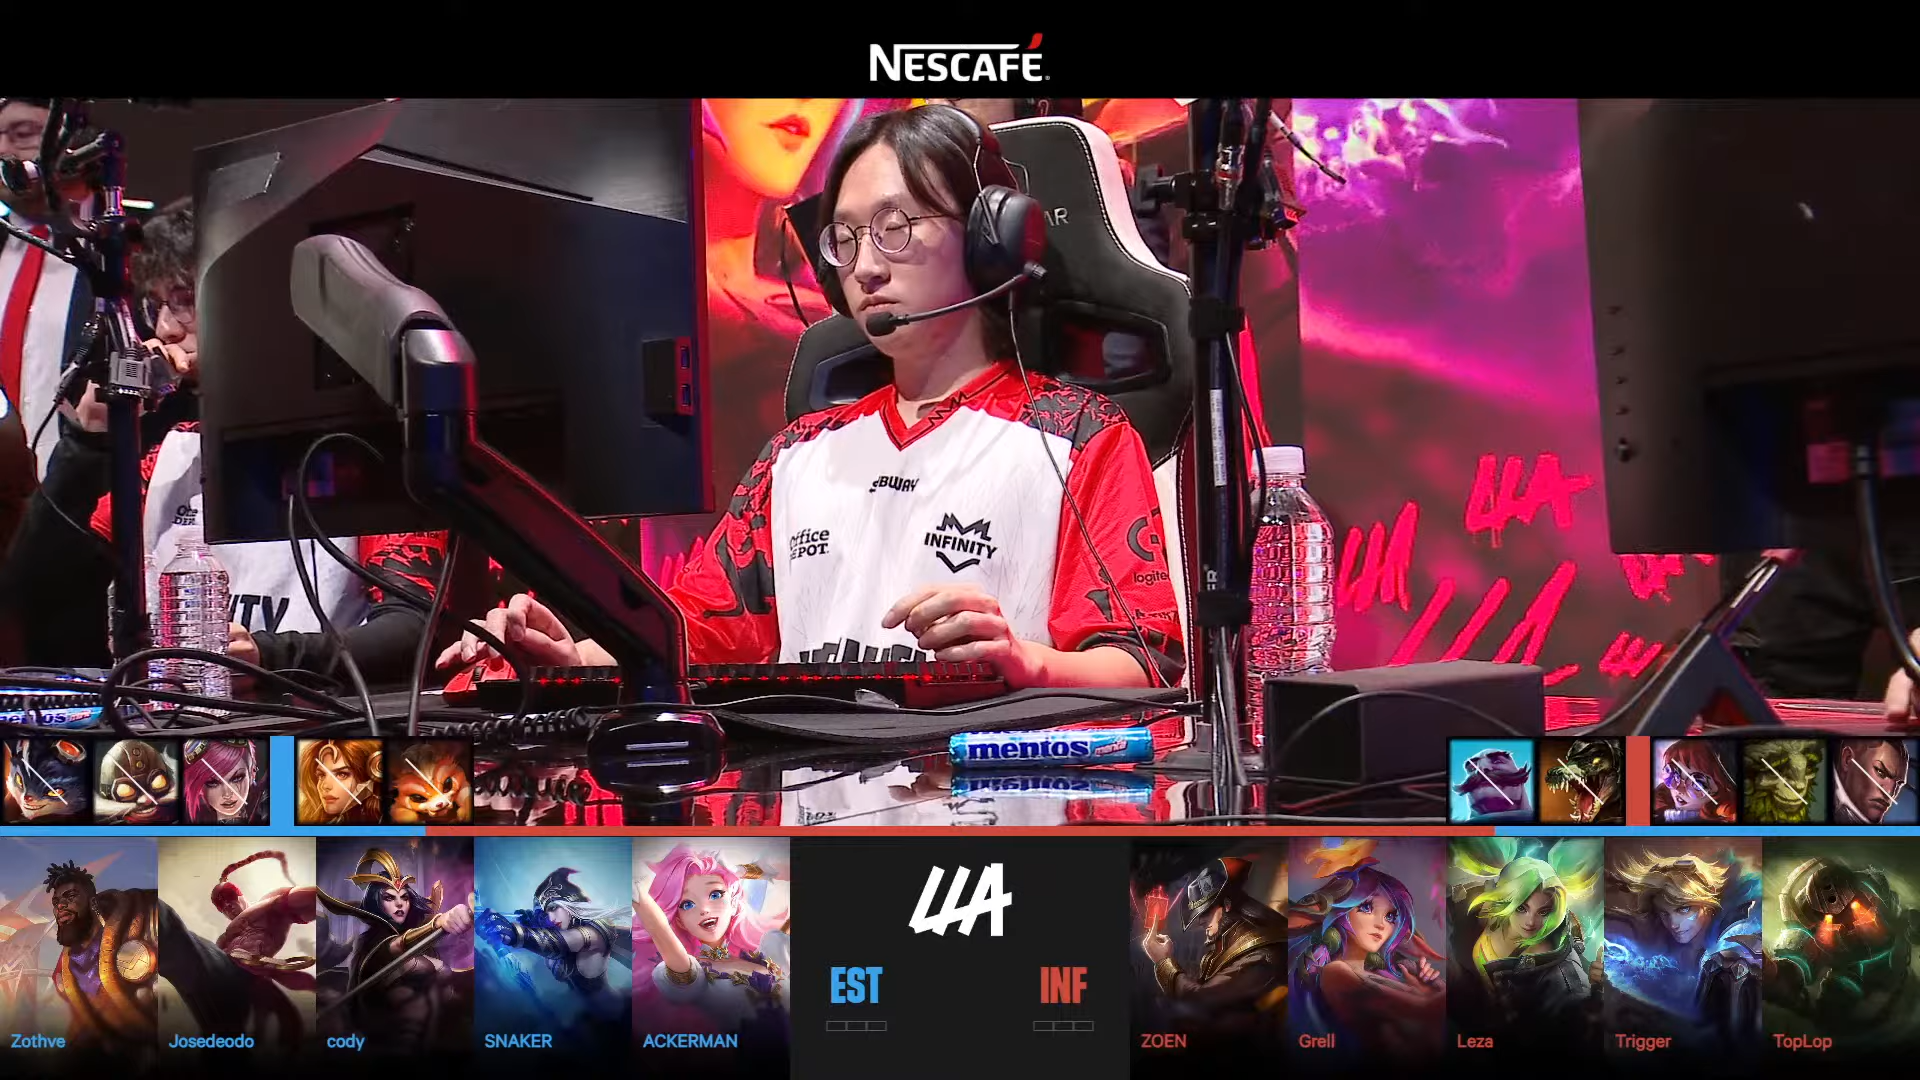 NESCAFÉ
AR
SUBWAY
Office
DEPOT.
INFINITY
logitech
mentos
LLA
EST
INF
Zothve
Josedeodo
cody
SNAKER
ACKERMAN
ZOEN
Grell
Leza
Trigger
TopLop